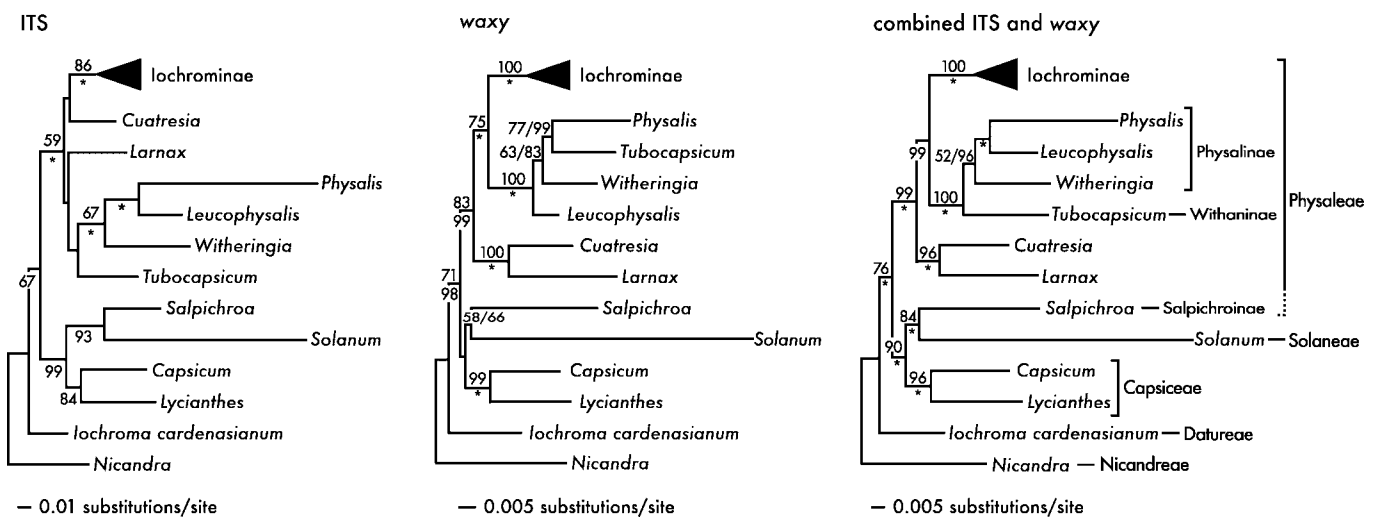 ITS
86
*
Iochrominae
Cuatresia
59
*
Larnax
Physalis
*
67
*
Leucophysalis
Witheringia
Tubocapsicum
67
Salpichroa
93
Solanum
99
Capsicum
84
Lycianthes
Iochroma cardenasianum
Nicandra
0.01 substitutions/site
waxy
100
*
Iochrominae
75
*
77/99
Physalis
63/83
Tubocapsicum
100
*
Witheringia
Leucophysalis
83
99
Cuatresia
100
*
Larnax
71
98
Salpichroa
58/66
Solanum
Capsicum
99
*
Lycianthes
Iochroma cardenasianum
Nicandra
0.005 substitutions/site
combined ITS and waxy
100
*
Iochrominae
Physalis
*
99
52/96
Leucophysalis
Physalinae
Witheringia
99
*
100
*
Tubocapsicum
Withaninae
Physaleae
Cuatresia
96
*
Larnax
76
*
Salpichroa
Salpichroinae
84
*
Solanum
Solaneae
90
*
Capsicum
96
*
Capsiceae
Lycianthes
Iochroma cardenasianum
Datureae
Nicandra
Nicandreae
0.005 substitutions/site